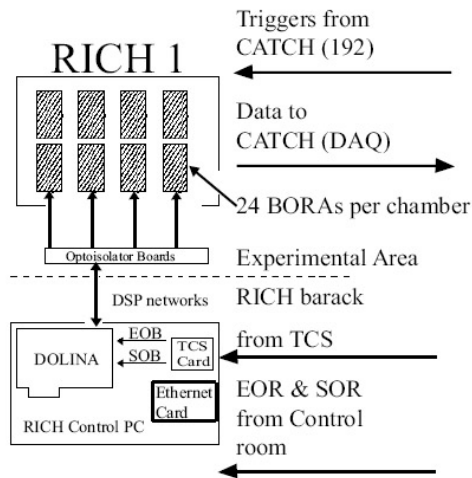 Triggers from
CATCH (192)
RICH 1
Data to
CATCH (DAQ)
24 BORAs per chamber
Optoisolator Boards
Experimental Area
DSP networks
RICH barack
EOB
SOB
TCS
Card
DOLINA
from TCS
Ethernet
Card
RICH Control PC
EOR & SOR
from Control
room